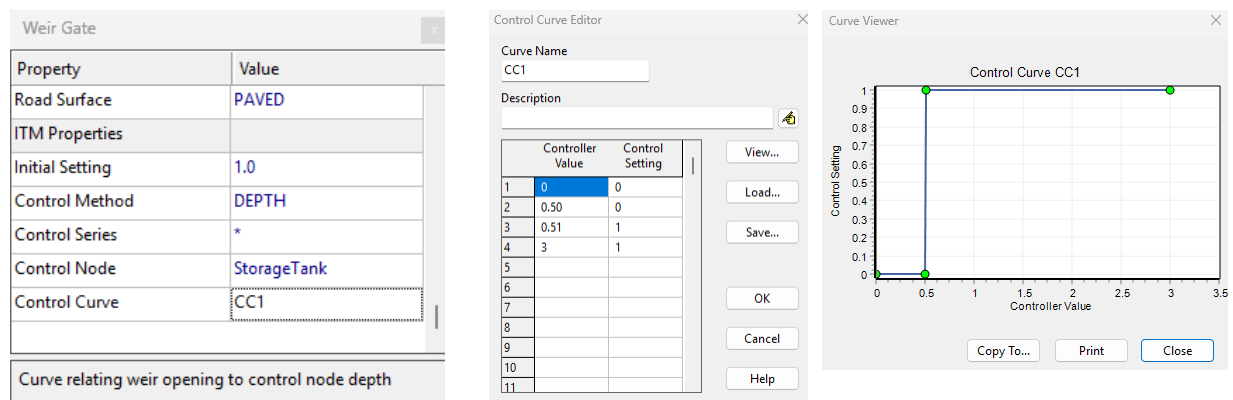 Weir Gate
x
Property Value
Road Surface PAVED
ITM Properties
Initial Setting 1.0
Control Method DEPTH
Control Series *
Control Node StorageTank
Control Curve CC1
Curve relating weir opening to control node depth
Control Curve Editor
Curve Name
CC1
Description
Controller Value Control Setting
1 0 0
2 0.50 0
3 0.51 1
4 3 1
5
6
7
8
9
10
11
View...
Load...
Save...
OK
Cancel
Help
Curve Viewer
Control Curve CC1
Control Setting
1
0.9
0.8
0.7
0.6
0.5
0.4
0.3
0.2
0.1
0
0 0.5 1 1.5 2 2.5 3 3.5
Controller Value
Copy To... Print Close